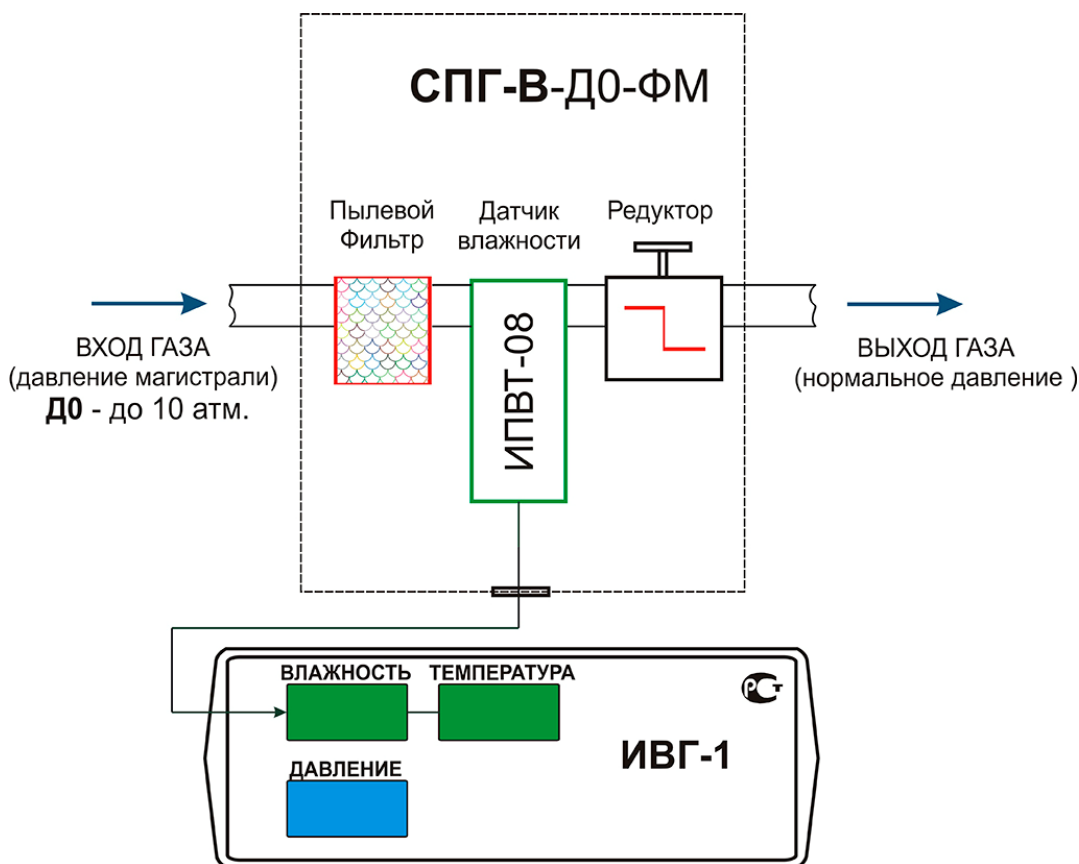 СПГ-В-Д0-ФМ
Пылевой
Фильтр
Датчик
влажности
Редуктор
ИПВТ-08
ВХОД ГАЗА
(давление магистрали)
Д0 - до 10 атм.
ВЫХОД ГАЗА
(нормальное давление )
ВЛАЖНОСТЬ
ТЕМПЕРАТУРА
РСТ
ДАВЛЕНИЕ
ИВГ-1